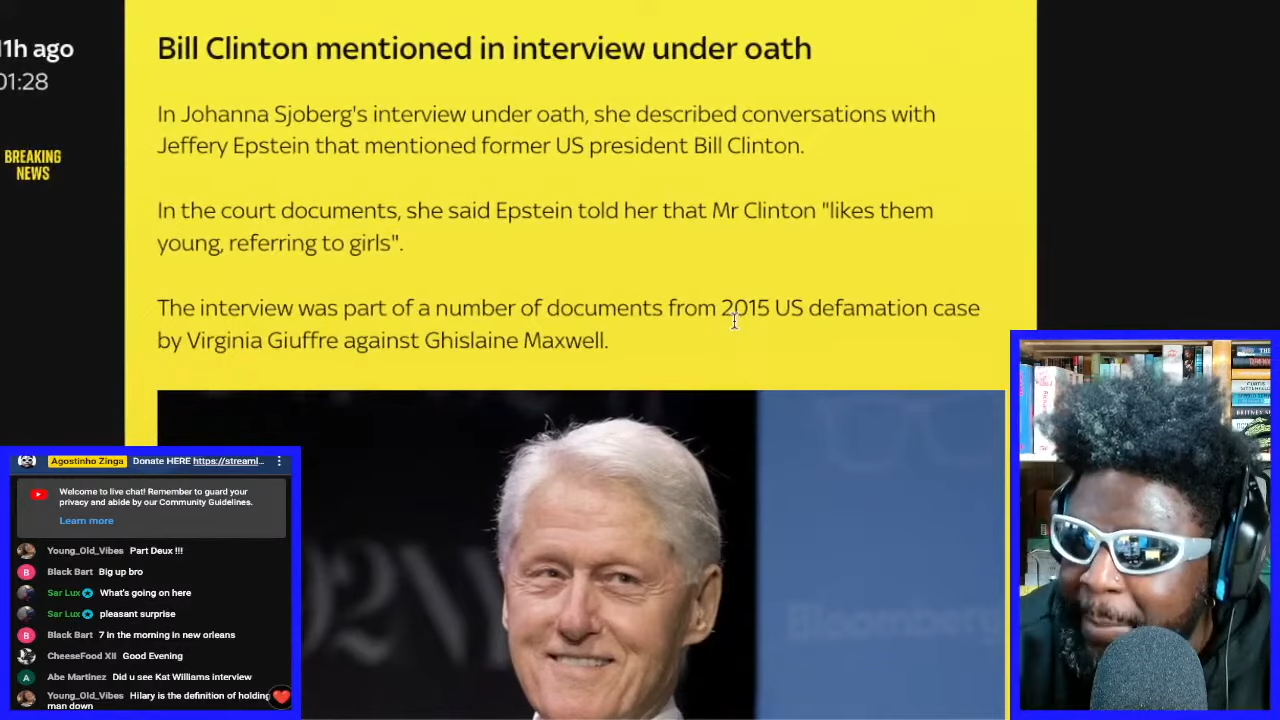 11h ago
01:28
BREAKING
NEWS
Bill Clinton mentioned in interview under oath
In Johanna Sjoberg's interview under oath, she described conversations with
Jeffery Epstein that mentioned former US president Bill Clinton.
In the court documents, she said Epstein told her that Mr Clinton "likes them
young, referring to girls".
The interview was part of a number of documents from 2015 US defamation case
by Virginia Giuffre against Ghislaine Maxwell.
Bloomberg
Agostinho Zinga Donate HERE https://streaml...
Welcome to live chat! Remember to guard your
privacy and abide by our Community Guidelines.
Learn more
Young_Old_Vibes Part Deux !!!
B Black Bart Big up bro
Sar Lux What's going on here
Sar Lux pleasant surprise
B Black Bart 7 in the morning in new orleans
CheeseFood XII Good Evening
A Abe Martinez Did u see Kat Williams interview
Young_Old_Vibes Hilary is the definition of holding
man down